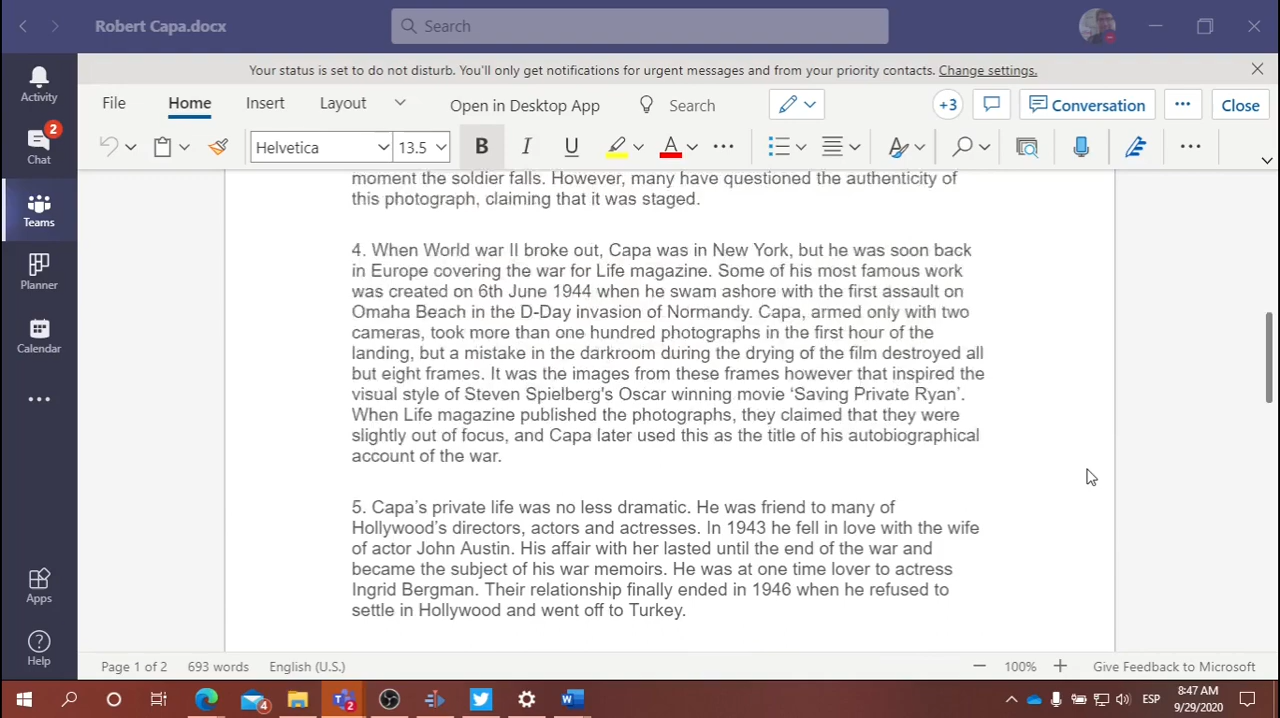 Robert Capa.docx
Search
Your status is set to do not disturb. You'll only get notifications for urgent messages and from your priority contacts. Change settings.
Activity
File
Home
Insert
Layout
Open in Desktop App
Search
+3
Conversation
Close
2
Chat
Helvetica
13.5
B
I
U
A
Teams
moment the soldier falls. However, many have questioned the authenticity of
this photograph, claiming that it was staged.
Planner
4. When World war II broke out, Capa was in New York, but he was soon back
in Europe covering the war for Life magazine. Some of his most famous work
was created on 6th June 1944 when he swam ashore with the first assault on
Omaha Beach in the D-Day invasion of Normandy. Capa, armed only with two
cameras, took more than one hundred photographs in the first hour of the
landing, but a mistake in the darkroom during the drying of the film destroyed all
but eight frames. It was the images from these frames however that inspired the
visual style of Steven Spielberg's Oscar winning movie ‘Saving Private Ryan’.
When Life magazine published the photographs, they claimed that they were
slightly out of focus, and Capa later used this as the title of his autobiographical
account of the war.
Calendar
5. Capa’s private life was no less dramatic. He was friend to many of
Hollywood’s directors, actors and actresses. In 1943 he fell in love with the wife
of actor John Austin. His affair with her lasted until the end of the war and
became the subject of his war memoirs. He was at one time lover to actress
Ingrid Bergman. Their relationship finally ended in 1946 when he refused to
settle in Hollywood and went off to Turkey.
Apps
Help
Page 1 of 2
693 words
English (U.S.)
100%
Give Feedback to Microsoft
4
2
ESP
8:47 AM
9/29/2020